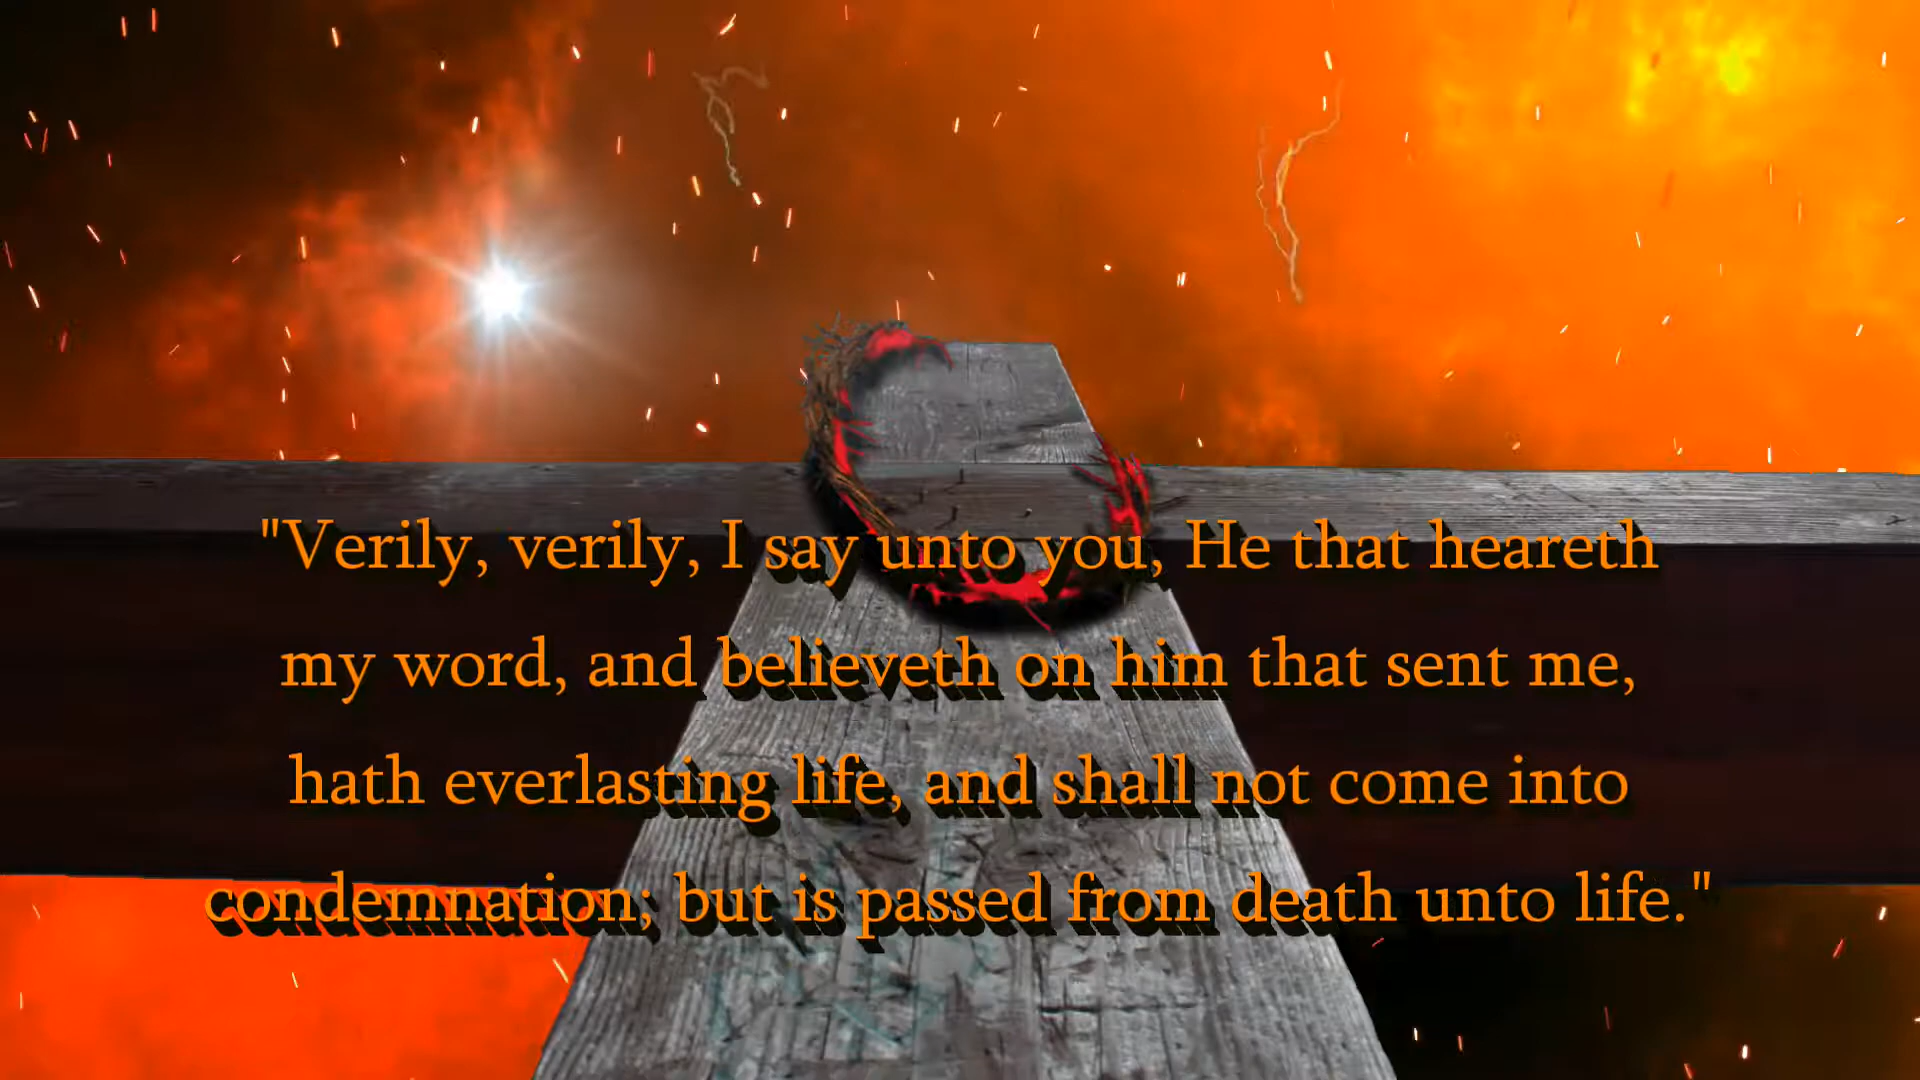 "Verily, verily, I say unto you, He that heareth
my word, and believeth on him that sent me,
hath everlasting life, and shall not come into
condemnation; but is passed from death unto life."